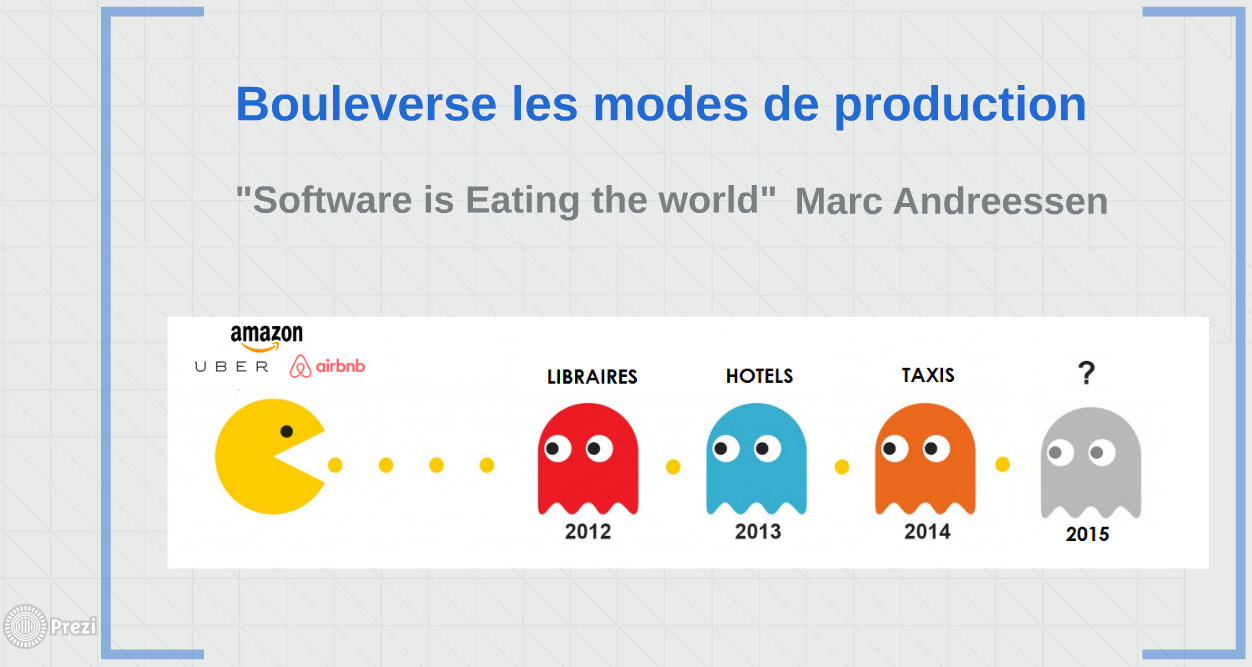 Bouleverse les modes de production
"Software is Eating the world" Marc Andreessen
amazon
UBER airbnb
LIBRAIRES HOTELS TAXIS ?
2012 2013 2014 2015
Prezi